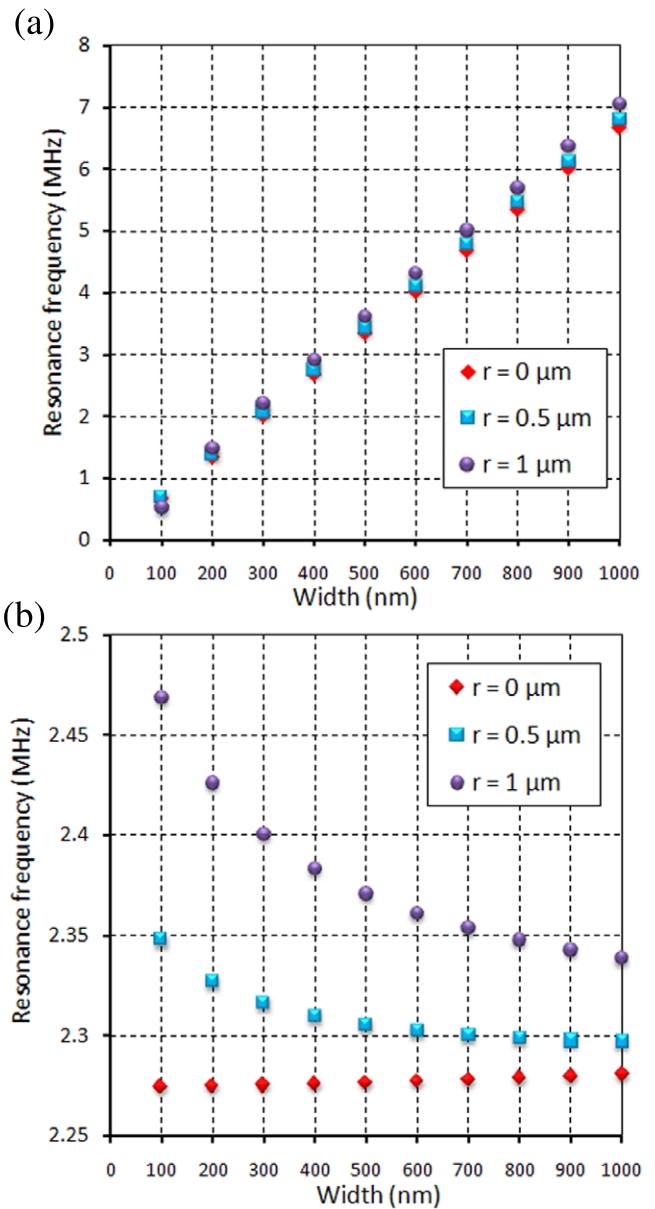 (a)
8
7
6
5
4
3
2
1
0
Resonance frequency (MHz)
r = 0 μm
r = 0.5 μm
r = 1 μm
0 100 200 300 400 500 600 700 800 900 1000
Width (nm)
(b)
2.5
2.45
2.4
2.35
2.3
2.25
Resonance frequency (MHz)
r = 0 μm
r = 0.5 μm
r = 1 μm
0 100 200 300 400 500 600 700 800 900 1000
Width (nm)